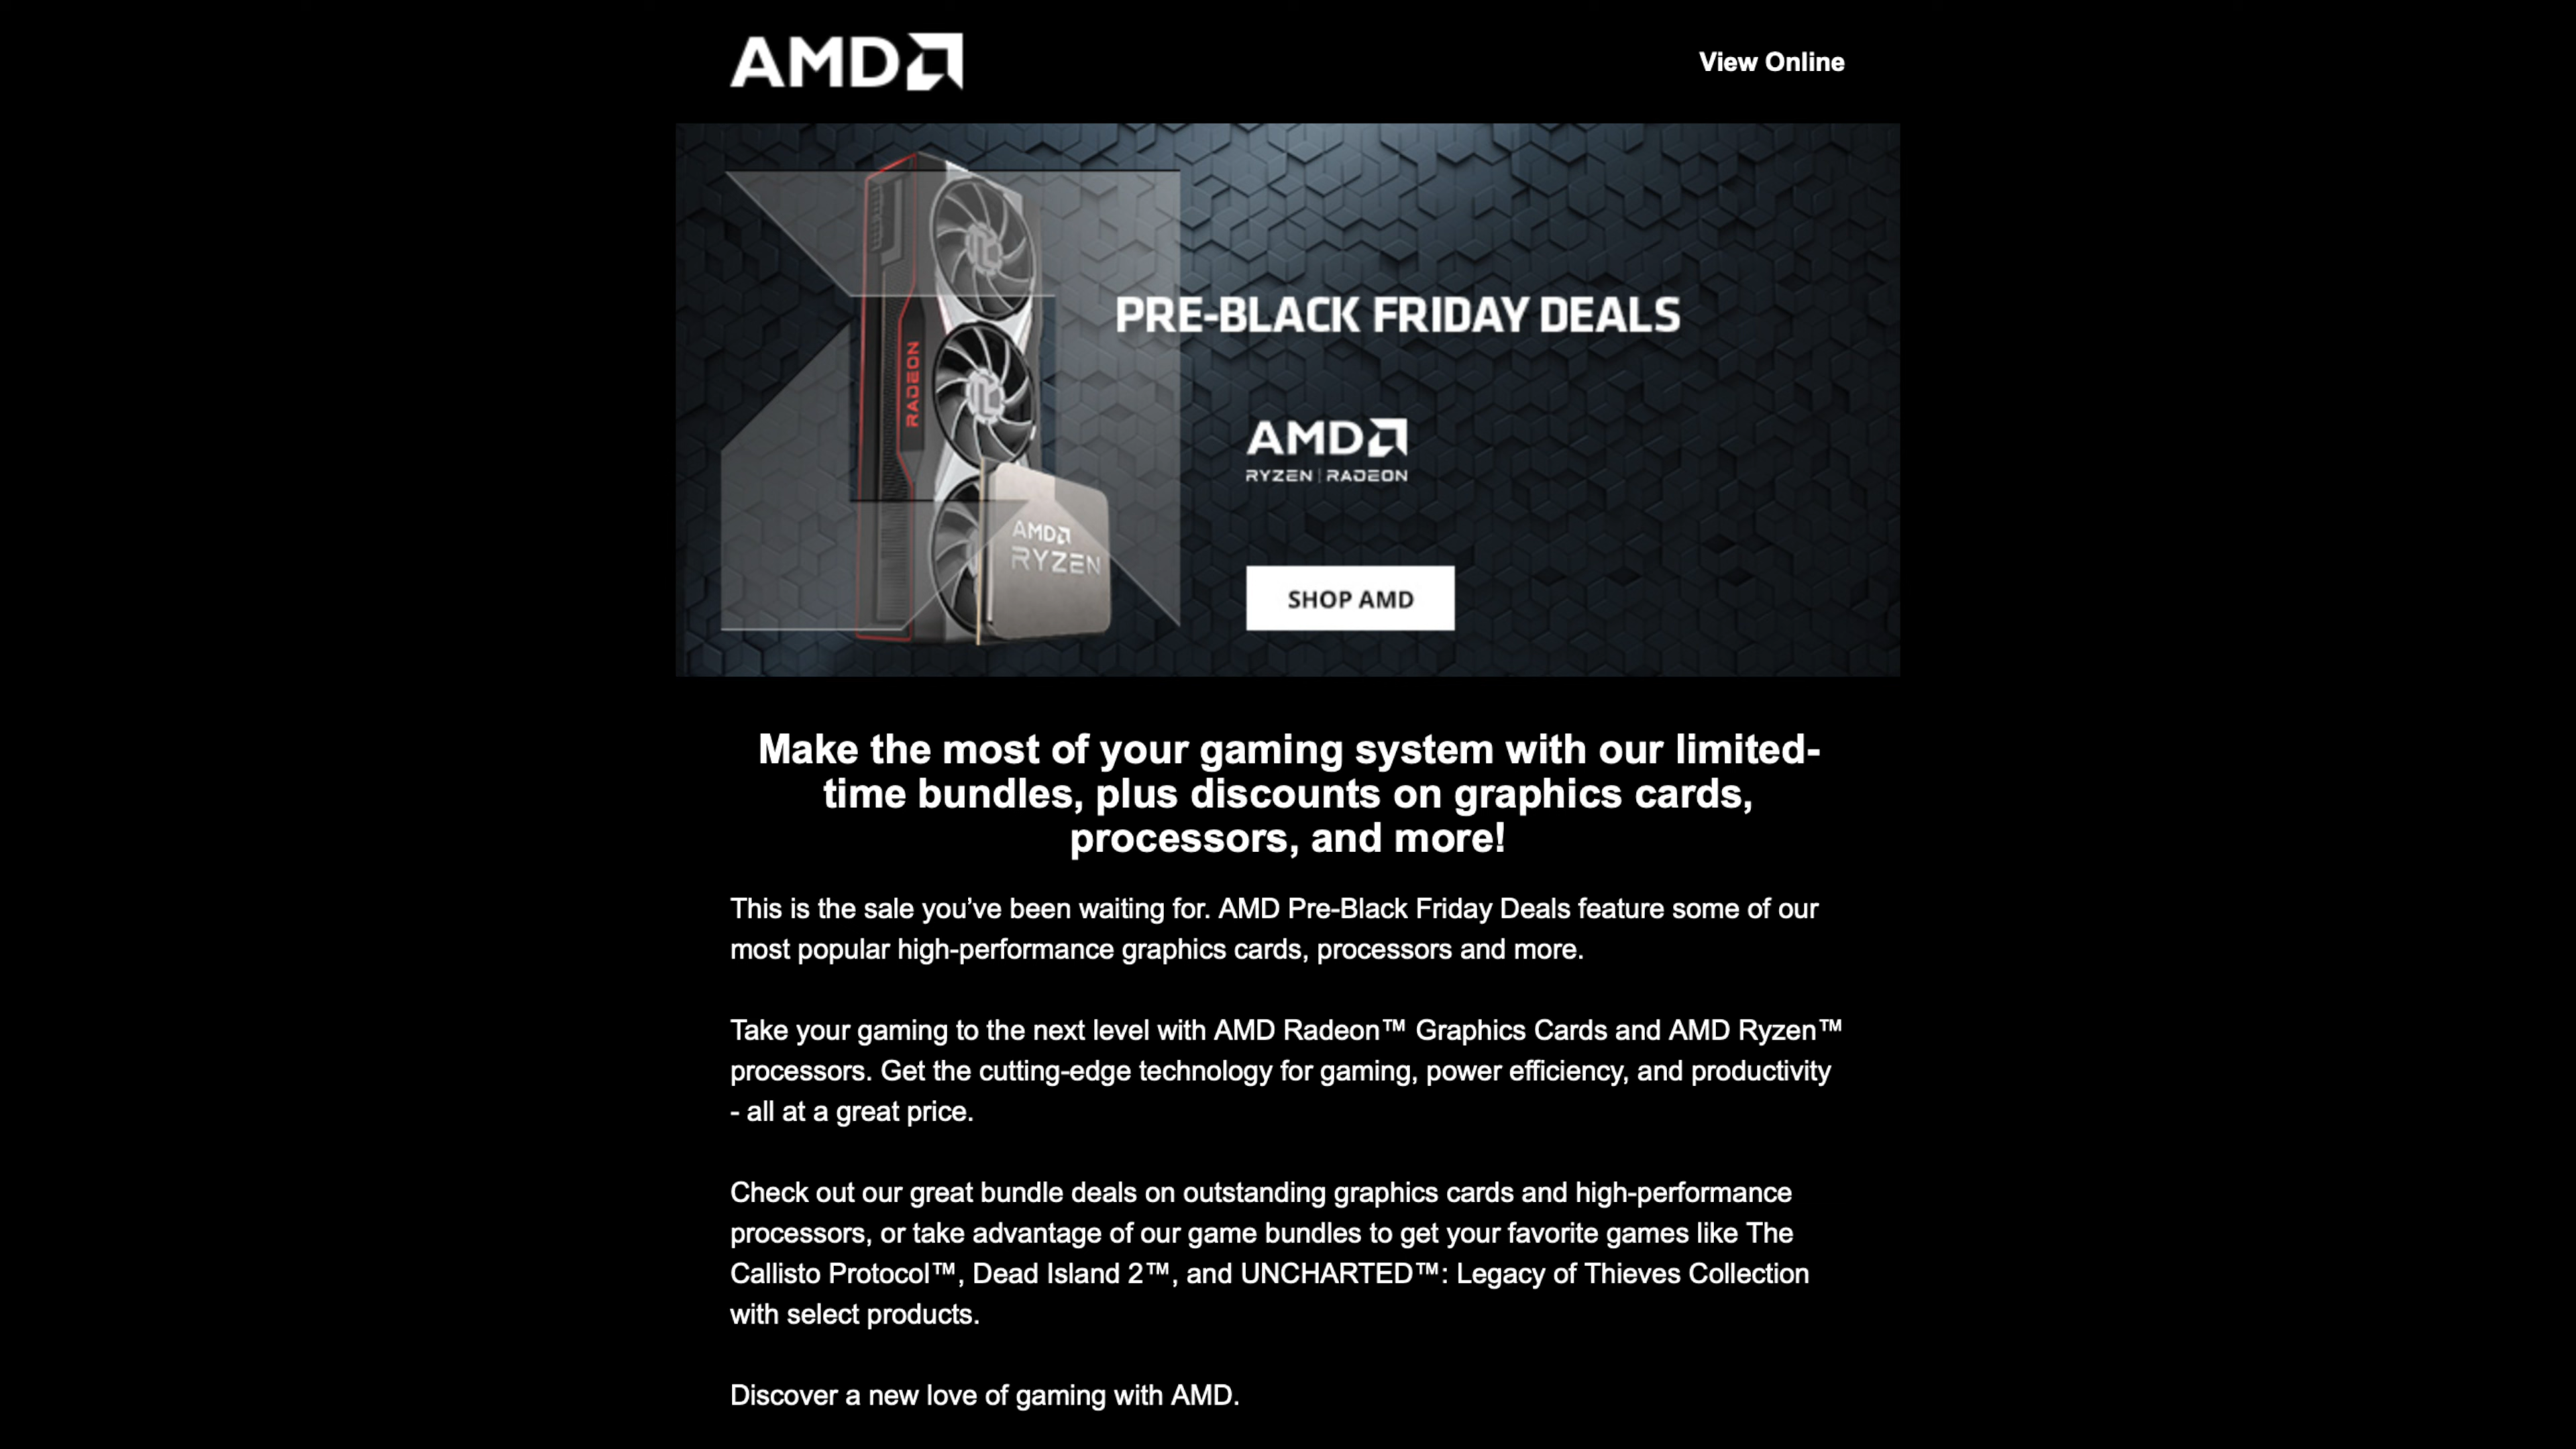 AMD
View Online
RADEON
PRE-BLACK FRIDAY DEALS
AMD
RYZEN | RADEON
AMD
RYZEN
SHOP AMD
Make the most of your gaming system with our limited-
time bundles, plus discounts on graphics cards,
processors, and more!
This is the sale you’ve been waiting for. AMD Pre-Black Friday Deals feature some of our
most popular high-performance graphics cards, processors and more.
Take your gaming to the next level with AMD Radeon™ Graphics Cards and AMD Ryzen™
processors. Get the cutting-edge technology for gaming, power efficiency, and productivity
- all at a great price.
Check out our great bundle deals on outstanding graphics cards and high-performance
processors, or take advantage of our game bundles to get your favorite games like The
Callisto Protocol™, Dead Island 2™, and UNCHARTED™: Legacy of Thieves Collection
with select products.
Discover a new love of gaming with AMD.